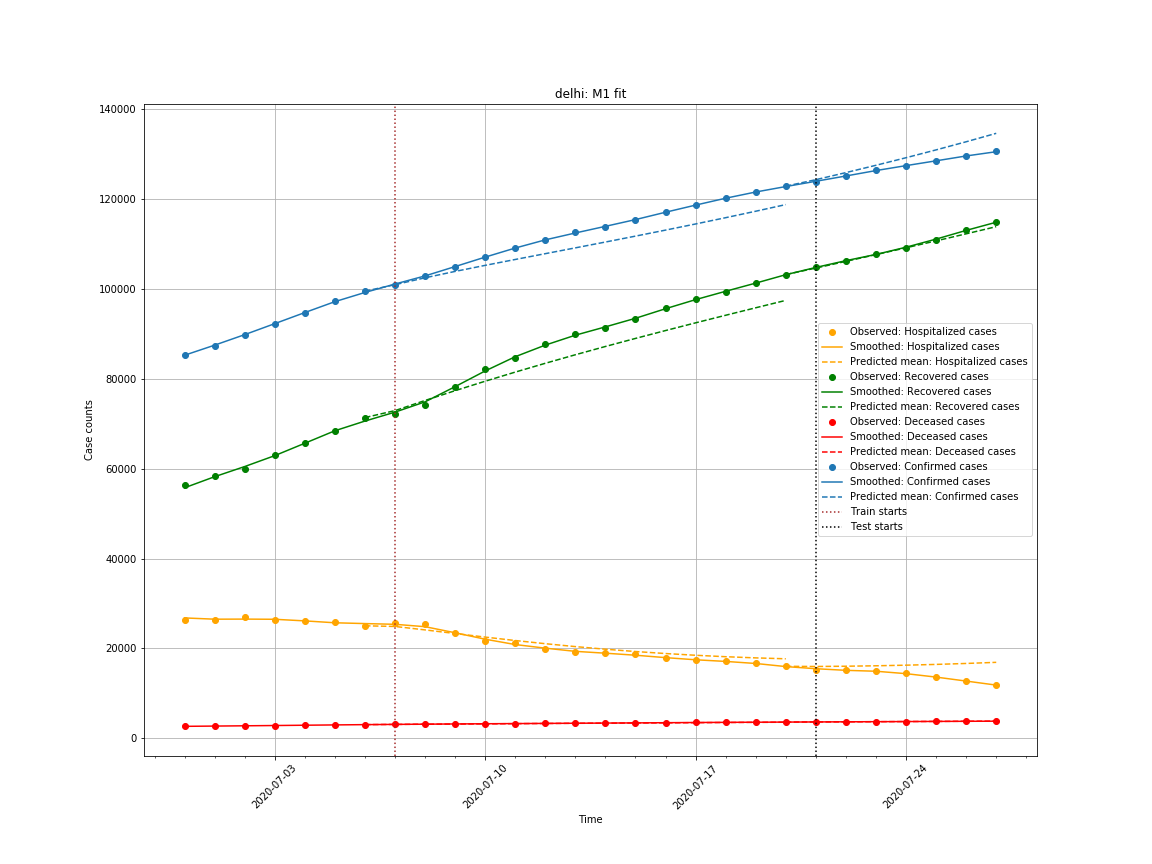 delhi: M1 fit
140000
120000
100000
80000
60000
40000
20000
0
Case counts
Observed: Hospitalized cases
Smoothed: Hospitalized cases
Predicted mean: Hospitalized cases
Observed: Recovered cases
Smoothed: Recovered cases
Predicted mean: Recovered cases
Observed: Deceased cases
Smoothed: Deceased cases
Predicted mean: Deceased cases
Observed: Confirmed cases
Smoothed: Confirmed cases
Predicted mean: Confirmed cases
Train starts
Test starts
2020-07-03
2020-07-10
2020-07-17
2020-07-24
Time